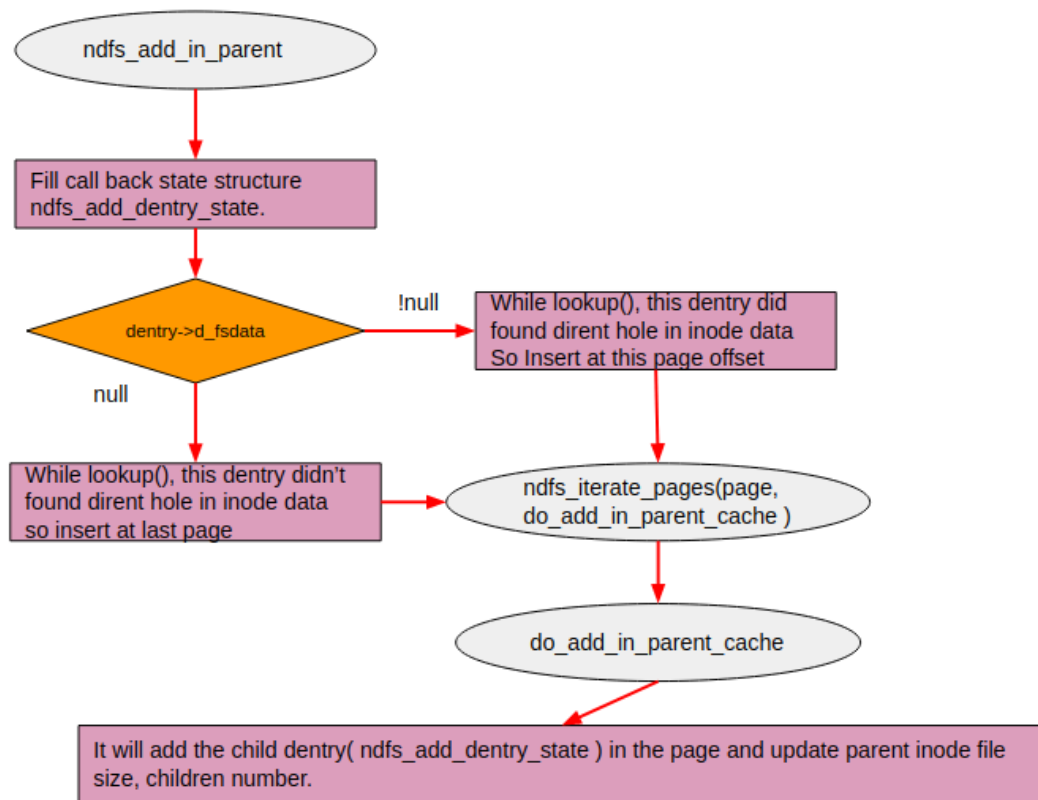 ndfs_add_in_parent
Fill call back state structure
ndfs_add_dentry_state.
dentry->d_fsdata
!null
While lookup(), this dentry did
found dirent hole in inode data
So Insert at this page offset
null
While lookup(), this dentry didn't
found dirent hole in inode data
so insert at last page
ndfs_iterate_pages(page,
do_add_in_parent_cache )
do_add_in_parent_cache
It will add the child dentry( ndfs_add_dentry_state ) in the page and update parent inode file
size, children number.